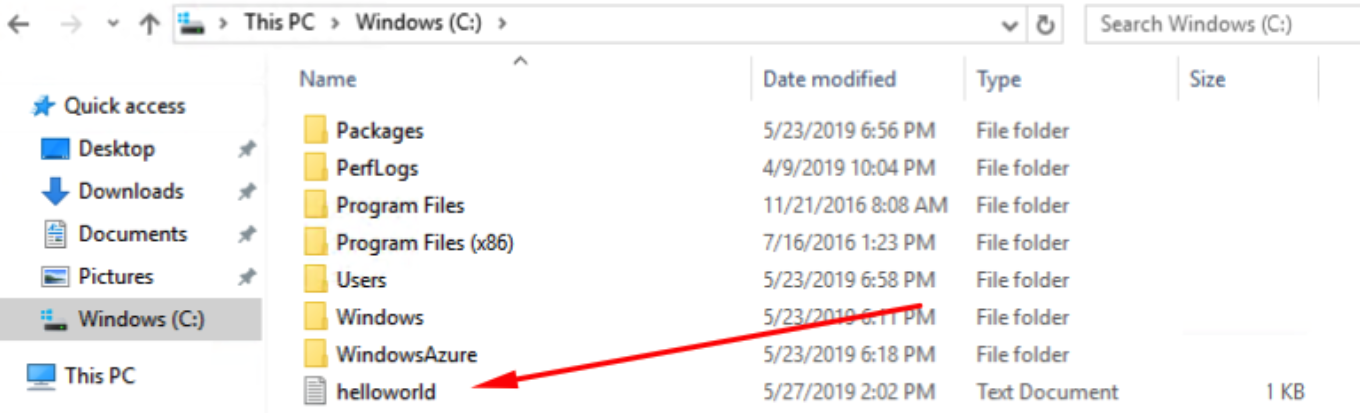 This PC > Windows (C:) >
Search Windows (C:)
Name Date modified Type Size
Quick access
Desktop
Downloads
Documents
Pictures
Windows (C:)
This PC
Packages 5/23/2019 6:56 PM File folder
PerfLogs 4/9/2019 10:04 PM File folder
Program Files 11/21/2016 8:08 AM File folder
Program Files (x86) 7/16/2016 1:23 PM File folder
Users 5/23/2019 6:58 PM File folder
Windows 5/23/2019 6:11 PM File folder
WindowsAzure 5/23/2019 6:18 PM File folder
helloworld 5/27/2019 2:02 PM Text Document 1 KB